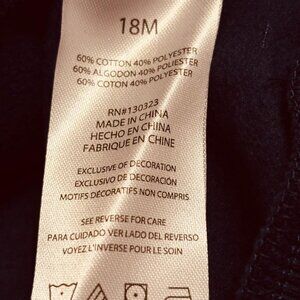 18M
60% COTTON 40% POLYESTER
60% ALGODON 40% POLIESTER
60% COTON 40% POLYESTER
RN#130323
MADE IN CHINA
HECHO EN CHINA
FABRIQUE EN CHINE
EXCLUSIVE OF DECORATION
EXCLUSIVO DE DECORACIÓN
MOTIFS DÉCORATIFS NON COMPRIS
SEE REVERSE FOR CARE
PARA CUIDADO VER LADO DEL REVERSO
VOYEZ L'INVERSE POUR LE SOIN